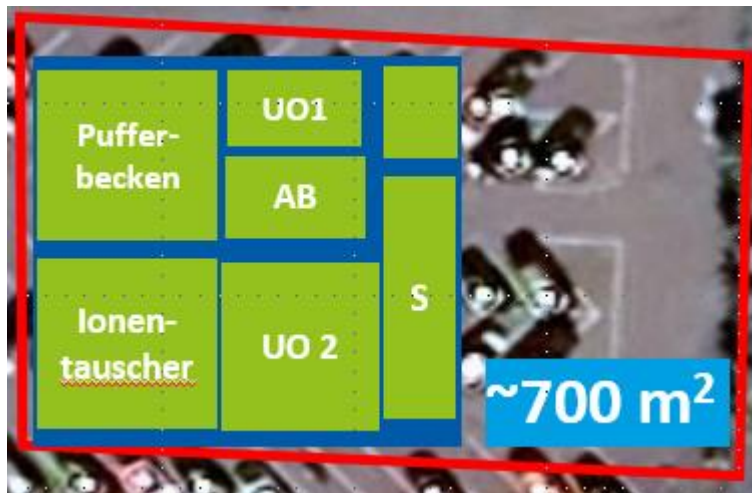 Puffer-
becken
UO1
AB
Ionen-
tauscher
UO 2
S
~700 m²